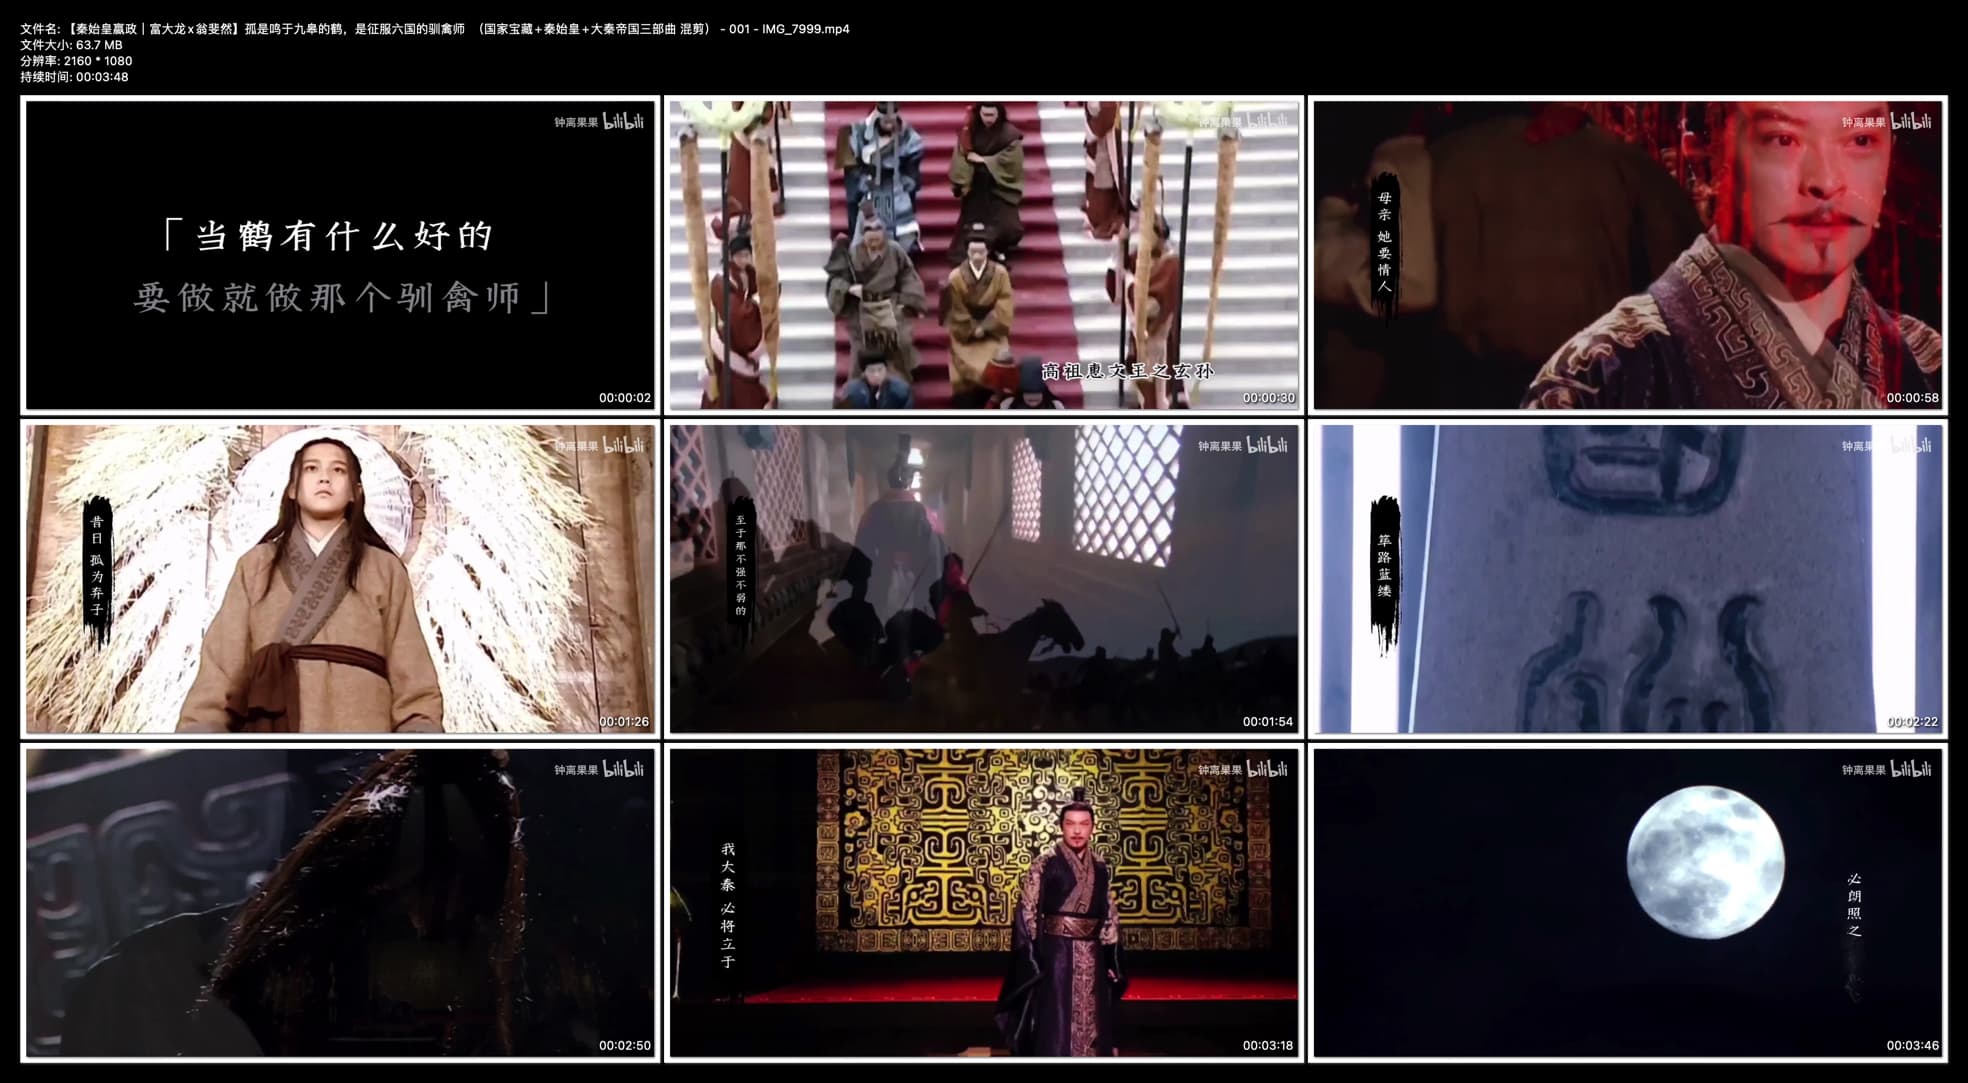 文件名: 【秦始皇嬴政｜富大龙x翁斐然】孤是鸣于九皋的鹤，是征服六国的驯禽师 （国家宝藏+秦始皇+大秦帝国三部曲 混剪） - 001 - IMG_7999.mp4
文件大小: 63.7 MB
分辨率: 2160 * 1080
持续时间: 00:03:48
钟离果果 bilibili
「当鹤有什么好的
要做就做那个驯禽师」
00:00:02
钟离果果 bilibili
高祖惠文王之玄孙
00:00:30
钟离果果 bilibili
母亲 她要情人
00:00:58
钟离果果 bilibili
昔日 孤为弃子
00:01:26
钟离果果 bilibili
至于那不强不弱的
00:01:54
钟离果 bilibili
筚路蓝缕
00:02:22
钟离果果 bilibili
00:02:50
钟离果果 bilibili
我大秦 必将立于
00:03:18
钟离果果 bilibili
必朗照之
00:03:46